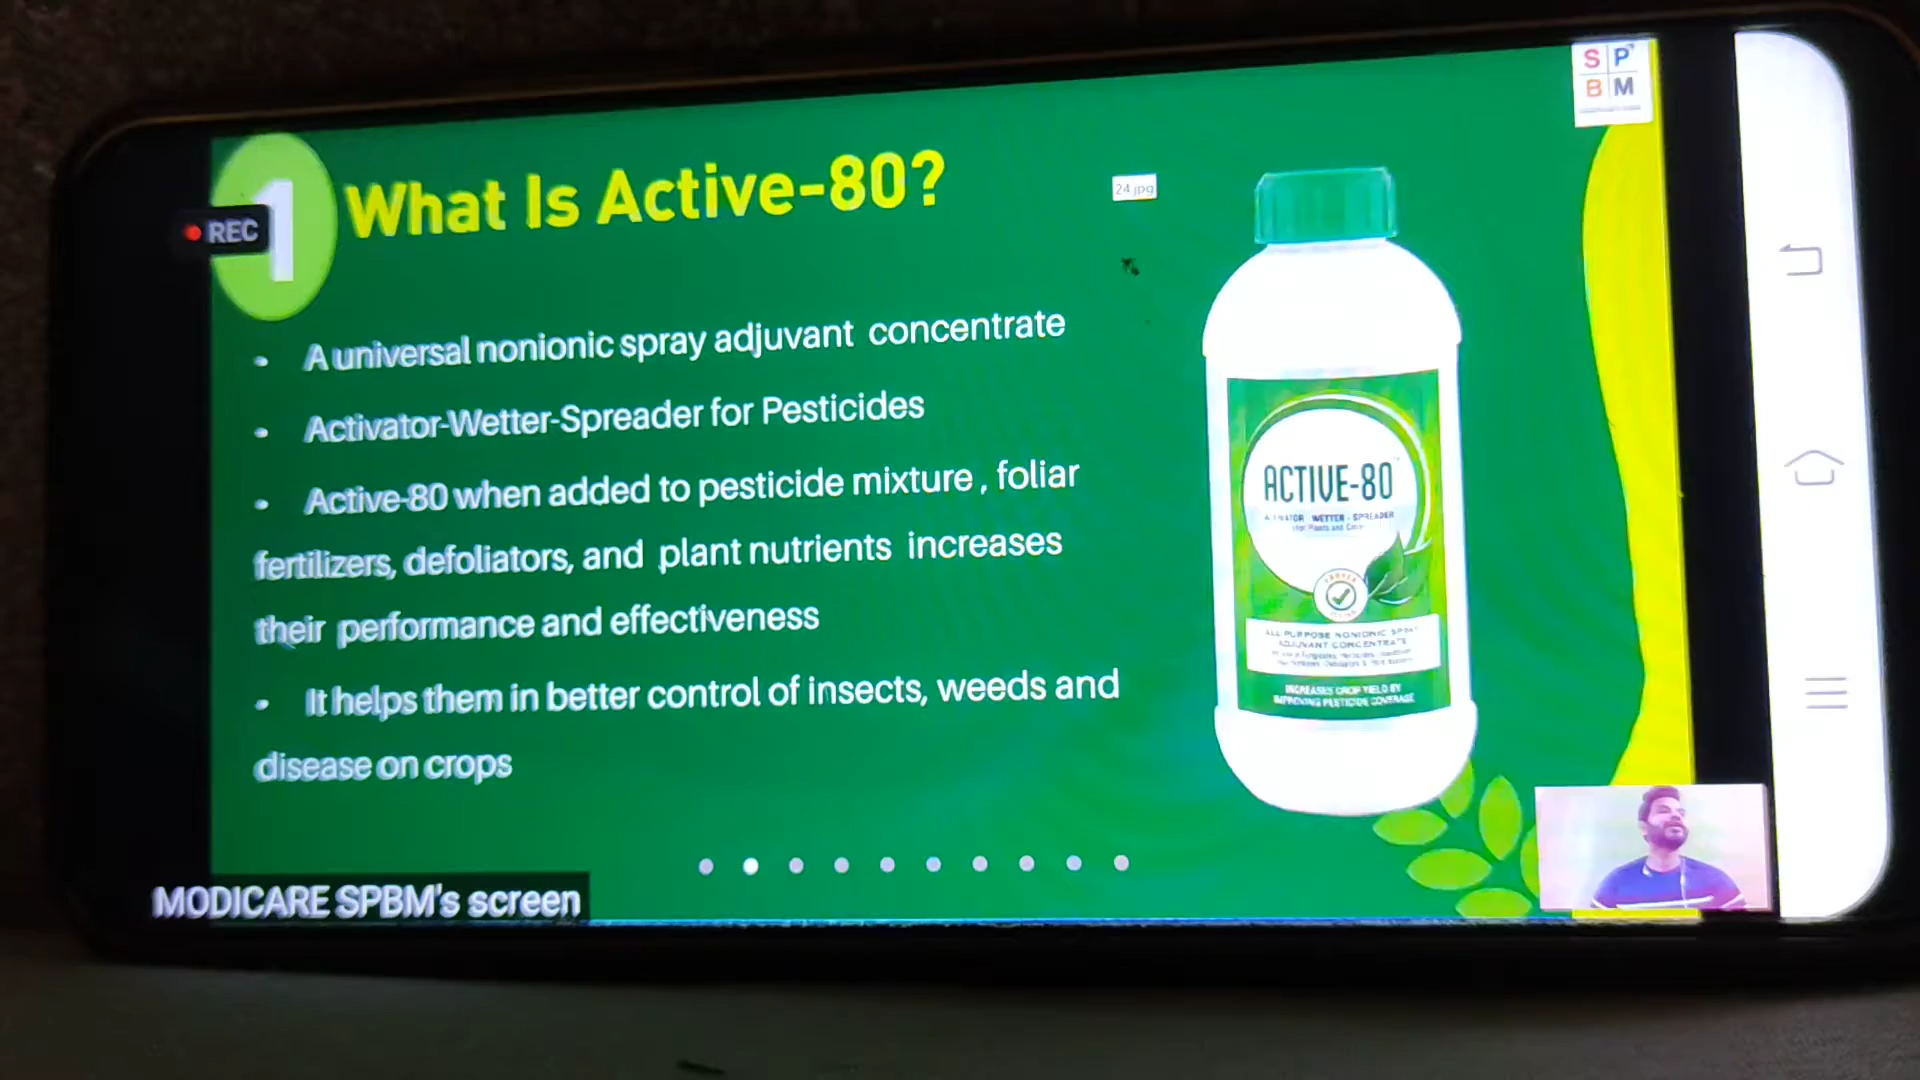 S P
B M
1 What Is Active-80?
24.jpg
REC
• A universal nonionic spray adjuvant concentrate
• Activator-Wetter-Spreader for Pesticides
• Active-80 when added to pesticide mixture , foliar
fertilizers, defoliators, and plant nutrients increases
their performance and effectiveness
• It helps them in better control of insects, weeds and
disease on crops
ACTIVE-80
ACTIVATOR - WETTER - SPREADER
ALL PURPOSE NONIONIC SPRAY
ADJUVANT CONCENTRATE
INCREASES CROP YIELD BY
IMPROVING PESTICIDE COVERAGE
MODICARE SPBM's screen